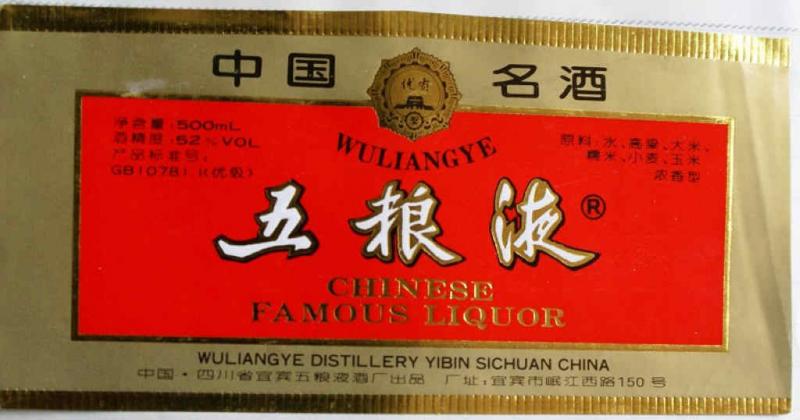 中国 名酒
优质
WULIANGYE
净含量:500mL
酒精度:52%VOL
产品标准号:
GB10781.1(优级)
原料:水、高粱、大米、
糯米、小麦、玉米
浓香型
五粮液®
CHINESE
FAMOUS LIQUOR
WULIANGYE DISTILLERY YIBIN SICHUAN CHINA
中国·四川省宜宾五粮液酒厂出品 厂址:宜宾市岷江西路150号